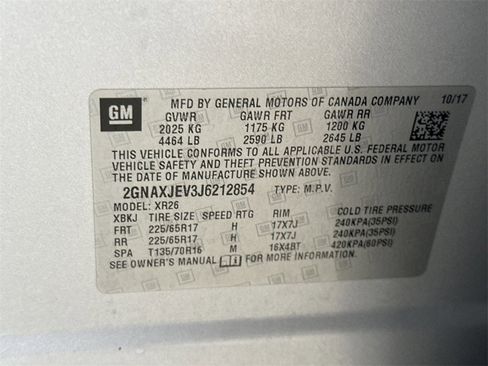 GM
MFD BY GENERAL MOTORS OF CANADA COMPANY 10/17
GVWR GAWR FRT GAWR RR
2025 KG 1175 KG 1200 KG
4464 LB 2590 LB 2645 LB
THIS VEHICLE CONFORMS TO ALL APPLICABLE U.S. FEDERAL MOTOR
VEHICLE SAFETY AND THEFT PREVENTION STANDARDS IN EFFECT ON
THE DATE OF MANUFACTURE SHOWN ABOVE.
2GNAXJEV3J6212854 TYPE: M.P.V.
MODEL: XR26
XBKJ TIRE SIZE SPEED RTG RIM COLD TIRE PRESSURE
FRT 225/65R17 H 17X7J 240KPA(35PSI)
RR 225/65R17 H 17X7J 240KPA(35PSI)
SPA T135/70R16 M 16X4BT 420KPA(60PSI)
SEE OWNER'S MANUAL FOR MORE INFORMATION.